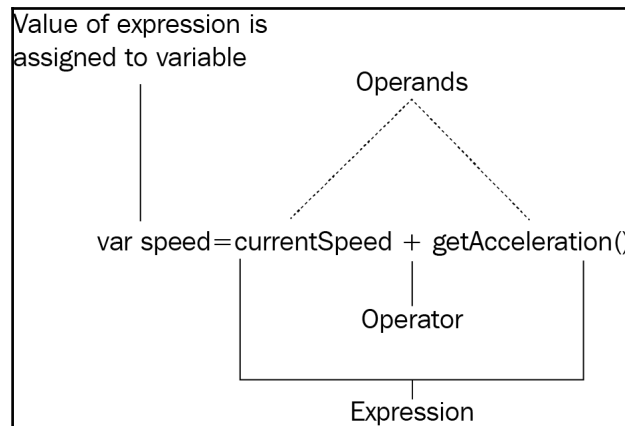 Value of expression is
assigned to variable
Operands
var speed=currentSpeed + getAcceleration()
Operator
Expression